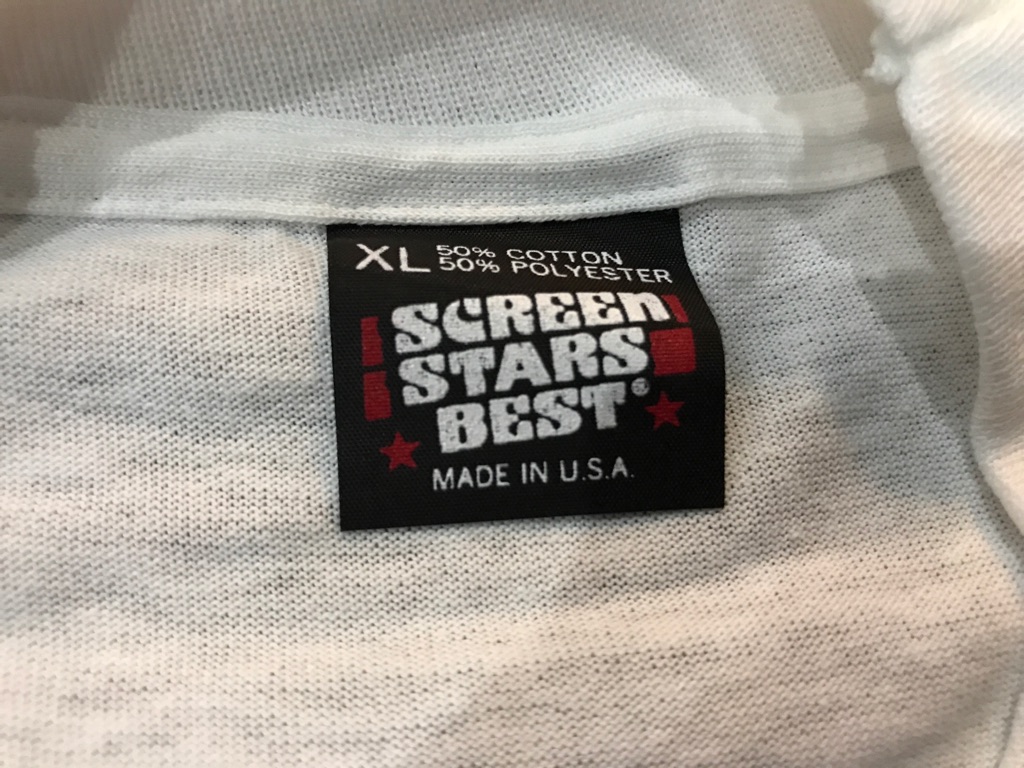 XL 50% COTTON
50% POLYESTER
SCREEN
STARS
BEST®
MADE IN U.S.A.